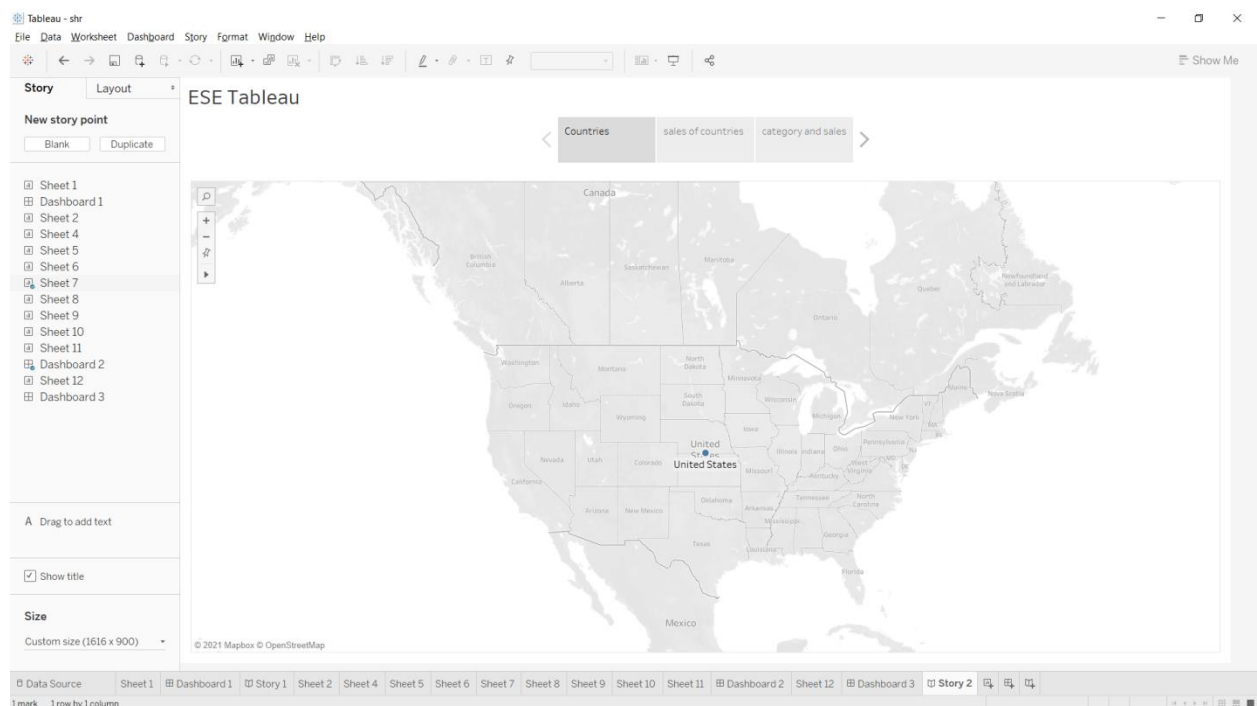 Tableau - shr
File Data Worksheet Dashboard Story Format Window Help
Show Me
Story Layout
New story point
Blank Duplicate
Sheet 1
Dashboard 1
Sheet 2
Sheet 4
Sheet 5
Sheet 6
Sheet 7
Sheet 8
Sheet 9
Sheet 10
Sheet 11
Dashboard 2
Sheet 12
Dashboard 3
A Drag to add text
Show title
Size
Custom size (1616 x 900)
ESE Tableau
Countries sales of countries category and sales
Canada
British
Columbia
Alberta
Saskatchewan
Manitoba
Ontario
Quebec
Newfoundland
and Labrador
Washington
Montana
North
Dakota
Minnesota
Maine
Nova Scotia
Oregon
Idaho
South
Dakota
Wisconsin
VT
Wyoming
Michigan
New York
MA
Iowa
Nevada
Utah
Colorado
United
States
United States
Illinois
Indiana
Ohio
Pennsylvania
Missouri
West
Virginia
Kentucky
California
Arizona
New Mexico
Oklahoma
Arkansas
Tennessee
North
Carolina
Mississippi
Georgia
Texas
Louisiana
Florida
Mexico
© 2021 Mapbox © OpenStreetMap
Data Source Sheet 1 Dashboard 1 Story 1 Sheet 2 Sheet 4 Sheet 5 Sheet 6 Sheet 7 Sheet 8 Sheet 9 Sheet 10 Sheet 11 Dashboard 2 Sheet 12 Dashboard 3 Story 2
1 mark 1 row by 1 column